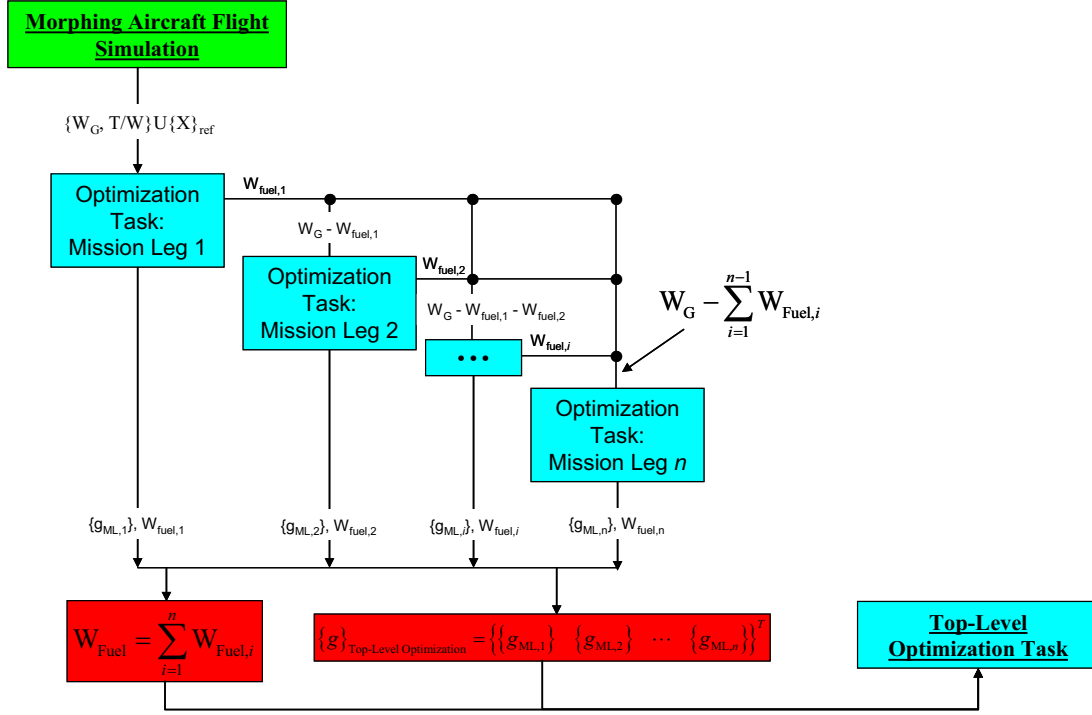 Morphing Aircraft Flight
Simulation
{W_G, T/W}U{X}_ref
Optimization
Task:
Mission Leg 1
W_fuel,1
W_G - W_fuel,1
Optimization
Task:
Mission Leg 2
W_fuel,2
W_G - W_fuel,1 - W_fuel,2
• • •
W_fuel,i
W_G − ∑_{i=1}^{n−1} W_Fuel,i
Optimization
Task:
Mission Leg n
{g_ML,1}, W_fuel,1
{g_ML,2}, W_fuel,2
{g_ML,i}, W_fuel,i
{g_ML,n}, W_fuel,n
W_Fuel = ∑_{i=1}^{n} W_Fuel,i
{g}_Top-Level Optimization = {{g_ML,1} {g_ML,2} ⋯ {g_ML,n}}^T
Top-Level
Optimization Task